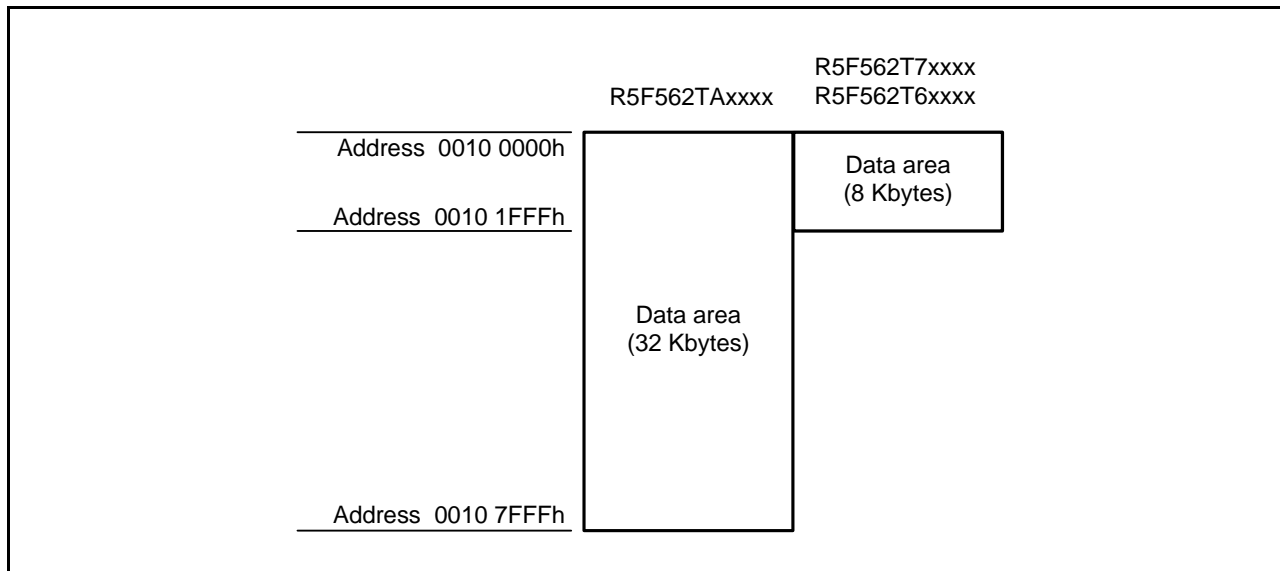 R5F562TAxxxx
R5F562T7xxxx
R5F562T6xxxx
Address 0010 0000h
Data area
(8 Kbytes)
Address 0010 1FFFh
Data area
(32 Kbytes)
Address 0010 7FFFh